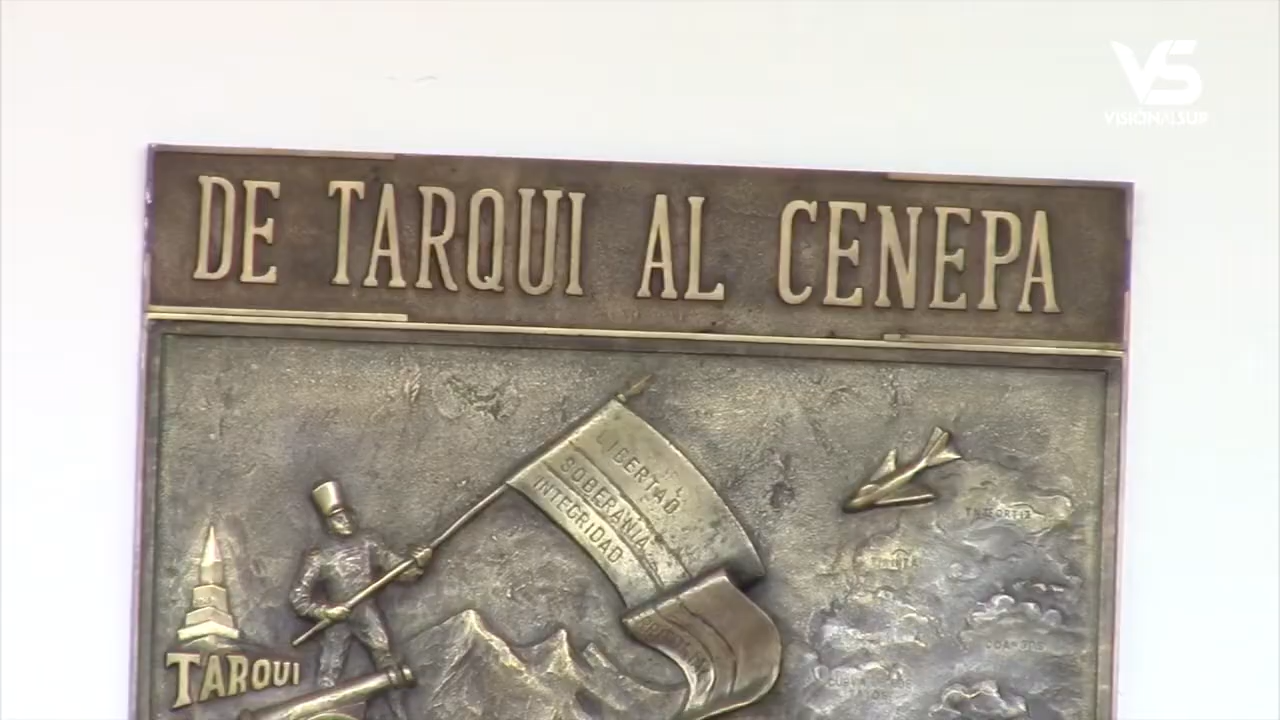 VS
VISIONALSUR
DE TARQUI AL CENEPA
LIBERTAD
SOBERANIA
INTEGRIDAD
TARQUI